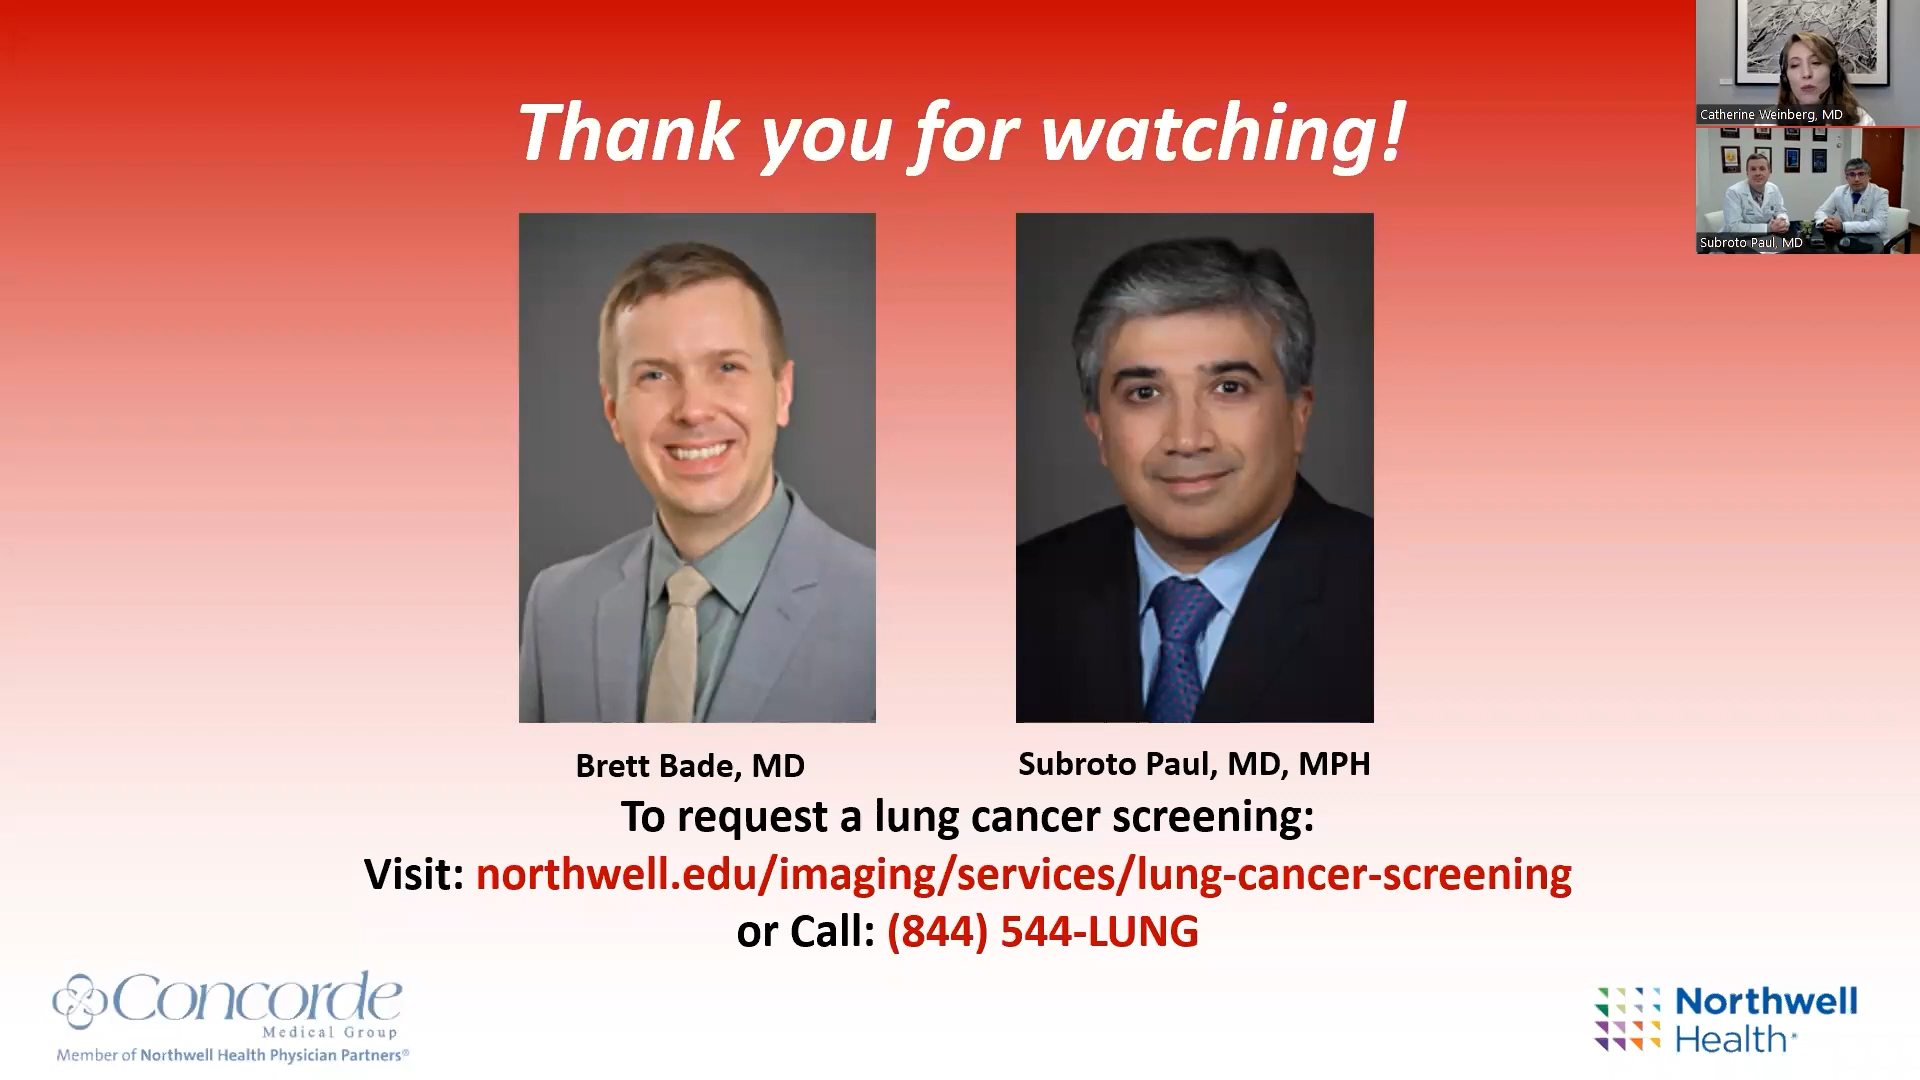 Thank you for watching!
Catherine Weinberg, MD
Subroto Paul, MD
Brett Bade, MD
Subroto Paul, MD, MPH
To request a lung cancer screening:
Visit: northwell.edu/imaging/services/lung-cancer-screening
or Call: (844) 544-LUNG
Concorde
Medical Group
Member of Northwell Health Physician Partners®
Northwell
Health